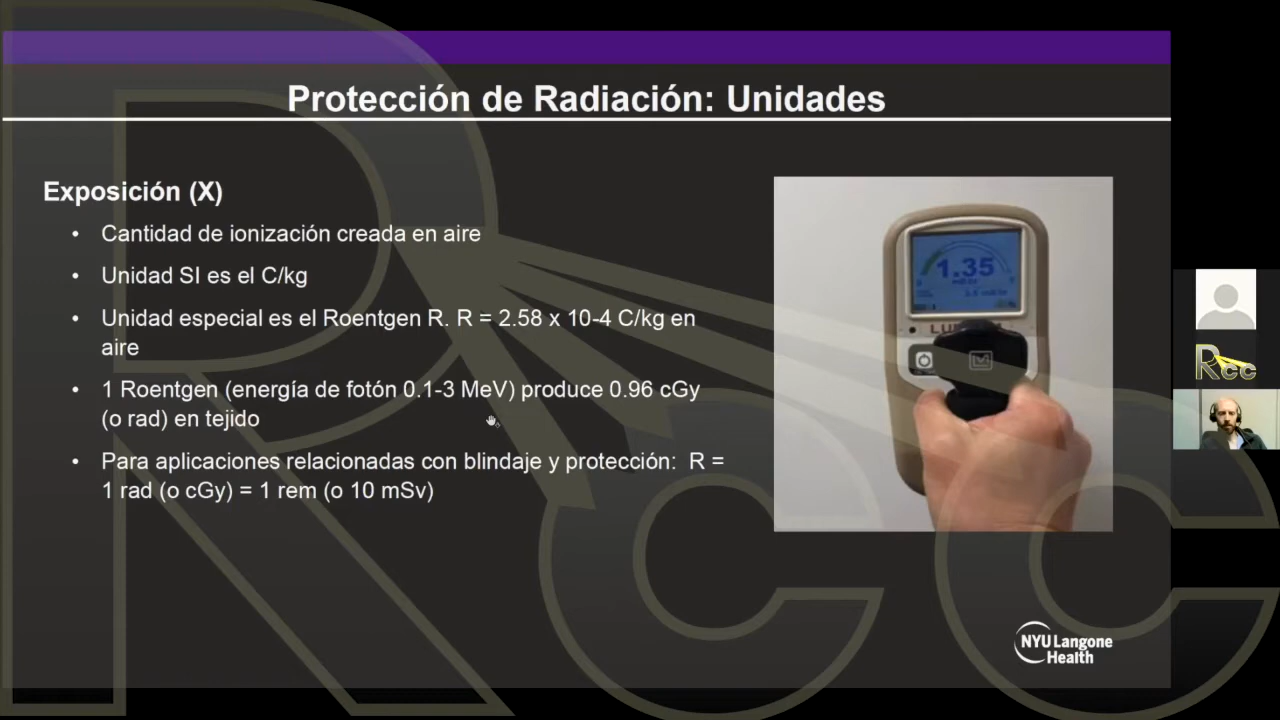 Protección de Radiación: Unidades
Exposición (X)
• Cantidad de ionización creada en aire
• Unidad SI es el C/kg
• Unidad especial es el Roentgen R. R = 2.58 x 10-4 C/kg en
aire
• 1 Roentgen (energía de fotón 0.1-3 MeV) produce 0.96 cGy
(o rad) en tejido
• Para aplicaciones relacionadas con blindaje y protección: R =
1 rad (o cGy) = 1 rem (o 10 mSv)
1.35
Rcc
NYU Langone
Health
Rcc